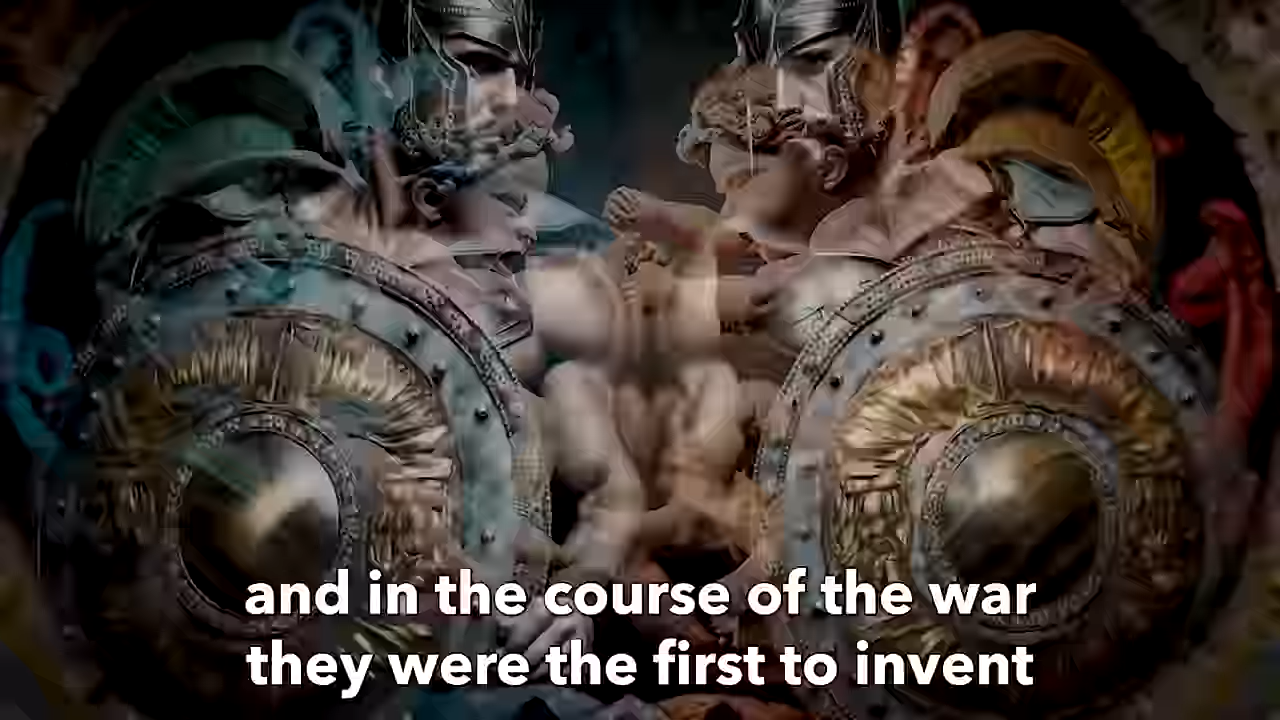 and in the course of the war
they were the first to invent